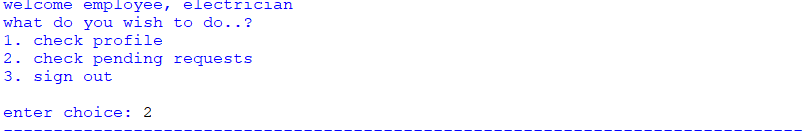 welcome employee, electrician
what do you wish to do..?
1. check profile
2. check pending requests
3. sign out
enter choice: 2
--------------------------------------------------------------------------------